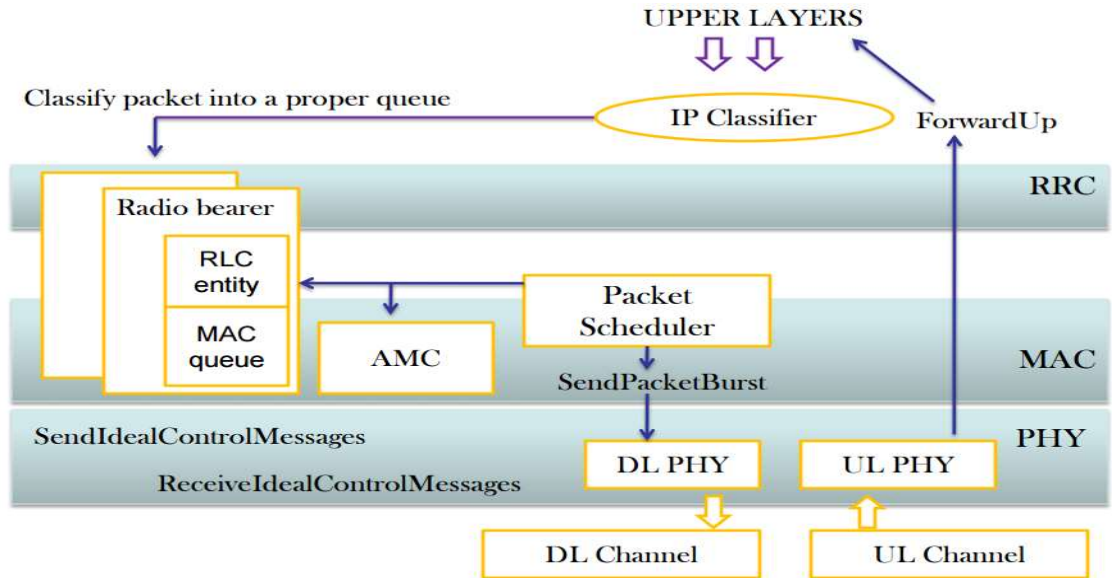 UPPER LAYERS
Classify packet into a proper queue
IP Classifier
ForwardUp
RRC
Radio bearer
RLC
entity
MAC
queue
AMC
Packet
Scheduler
SendPacketBurst
MAC
SendIdealControlMessages
ReceiveIdealControlMessages
DL PHY
UL PHY
PHY
DL Channel
UL Channel